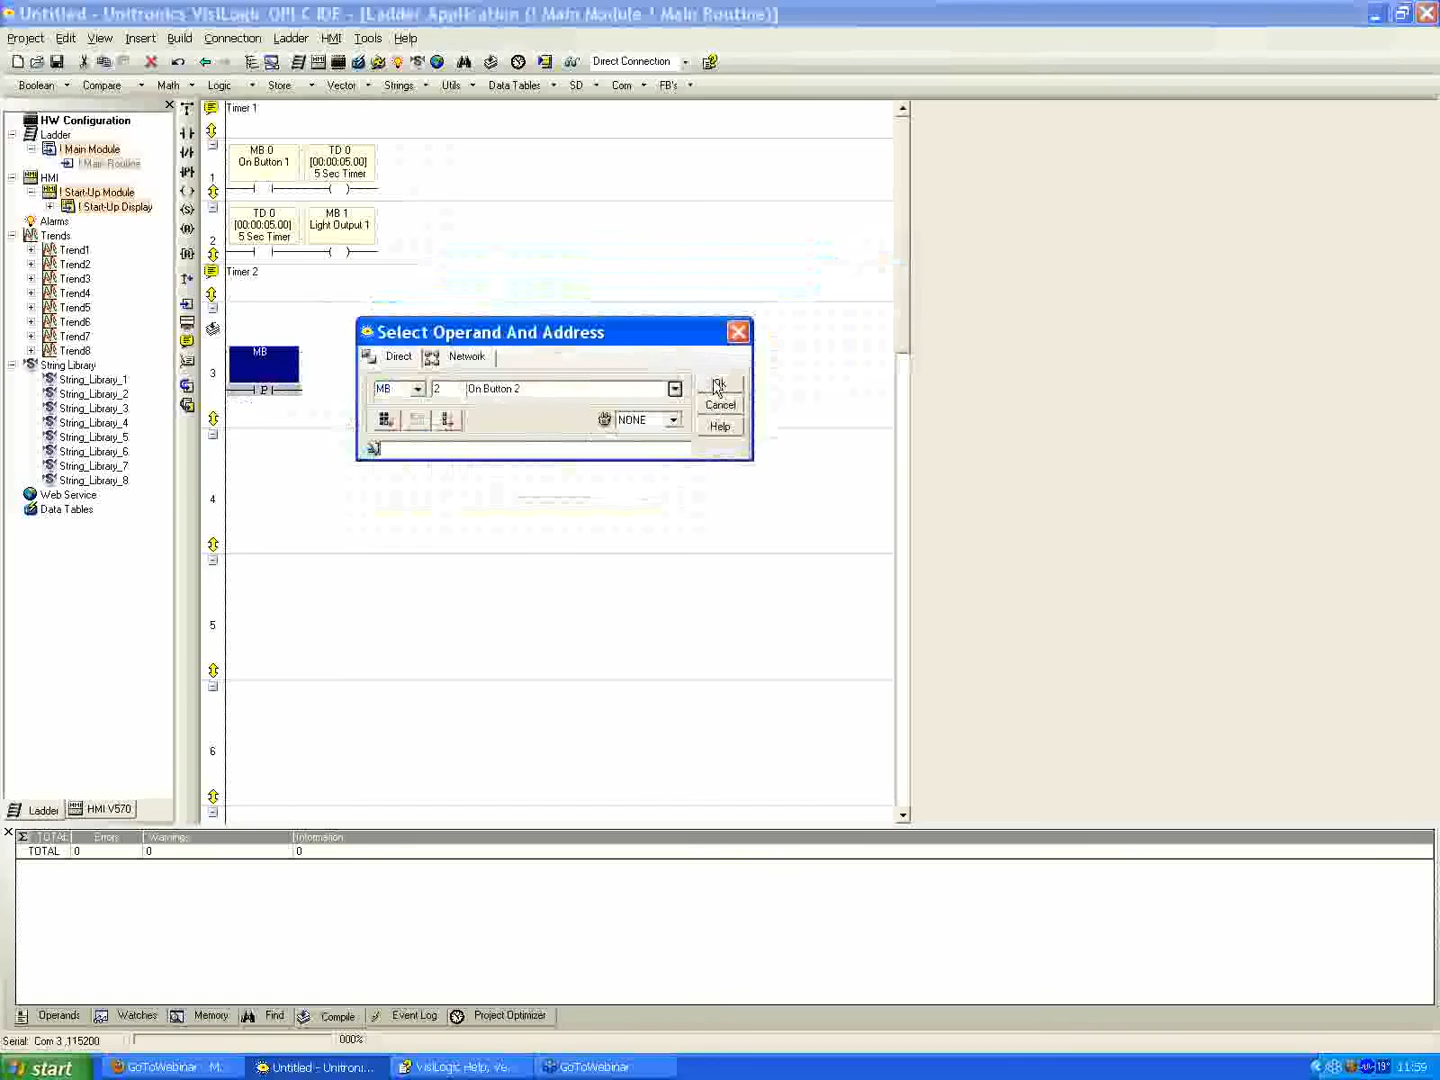 Untitled - Unitronics VisiLogic OPLC IDE - [Ladder Application (! Main Module ! Main Routine)]
Project Edit View Insert Build Connection Ladder HMI Tools Help
Direct Connection
Boolean Compare Math Logic Store Vector Strings Utils Data Tables SD Com FB's
HW Configuration
Ladder
! Main Module
! Main Routine
HMI
! Start-Up Module
! Start-Up Display
Alarms
Trends
Trend1
Trend2
Trend3
Trend4
Trend5
Trend6
Trend7
Trend8
String Library
String_Library_1
String_Library_2
String_Library_3
String_Library_4
String_Library_5
String_Library_6
String_Library_7
String_Library_8
Web Service
Data Tables
Ladder HMI V570
Timer 1
1
MB 0
On Button 1
TD 0
[00:00:05.00]
5 Sec Timer
2
TD 0
[00:00:05.00]
5 Sec Timer
MB 1
Light Output 1
Timer 2
3
MB
P
4
5
6
Select Operand And Address
Direct Network
MB 2 On Button 2
NONE
Ok
Cancel
Help
Σ TOTAL Errors Warnings Information
TOTAL 0 0 0
Operands Watches Memory Find Compile Event Log Project Optimizer
Serial: Com 3 ,115200 000%
start GoToWebinar - M... Untitled - Unitroni... VisiLogic Help, Ve... GoToWebinar 19° 11:59